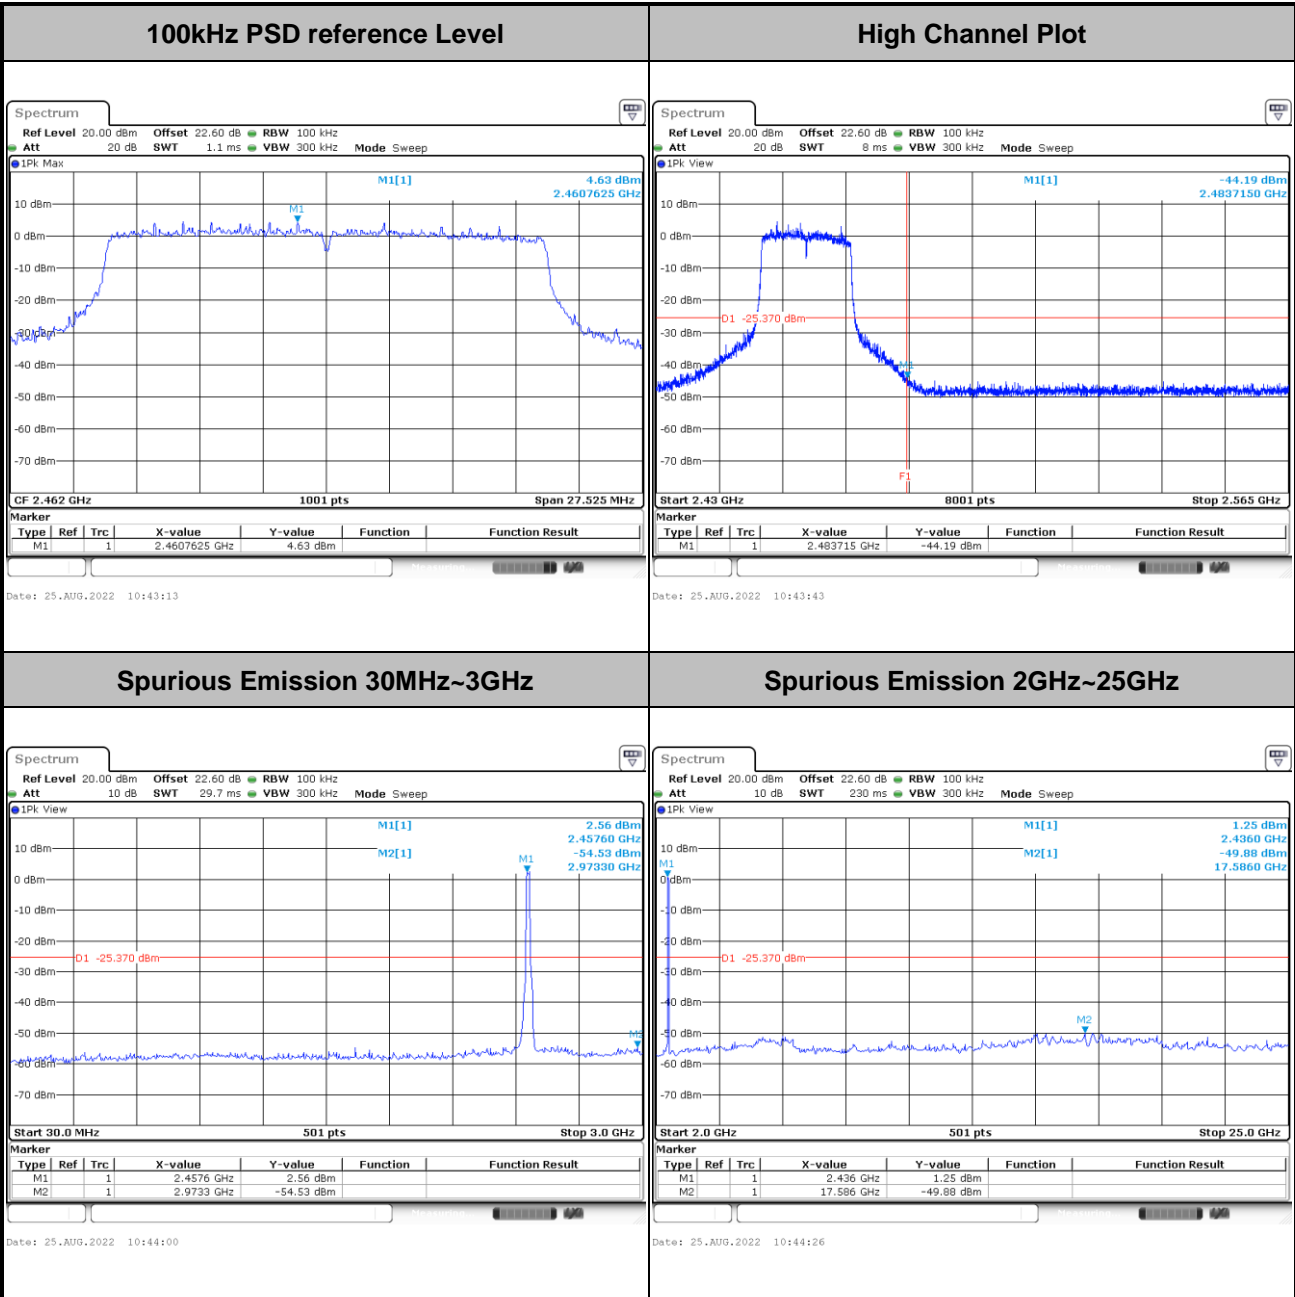 100kHz PSD reference Level
High Channel Plot
Spectrum
Ref Level 20.00 dBm Offset 22.60 dB RBW 100 kHz
Att 20 dB SWT 1.1 ms VBW 300 kHz Mode Sweep
1Pk Max
M1[1] 4.63 dBm
2.4607625 GHz
M1
10 dBm
0 dBm
-10 dBm
-20 dBm
-30 dBm
-40 dBm
-50 dBm
-60 dBm
-70 dBm
CF 2.462 GHz 1001 pts Span 27.525 MHz
Marker
Type Ref Trc X-value Y-value Function Function Result
M1 1 2.4607625 GHz 4.63 dBm
Date: 25.AUG.2022 10:43:13
Spectrum
Ref Level 20.00 dBm Offset 22.60 dB RBW 100 kHz
Att 20 dB SWT 8 ms VBW 300 kHz Mode Sweep
1Pk View
M1[1] -44.19 dBm
2.4837150 GHz
10 dBm
0 dBm
-10 dBm
-20 dBm
D1 -25.370 dBm
-30 dBm
-40 dBm
M1
-50 dBm
-60 dBm
-70 dBm
F1
Start 2.43 GHz 8001 pts Stop 2.565 GHz
Marker
Type Ref Trc X-value Y-value Function Function Result
M1 1 2.483715 GHz -44.19 dBm
Date: 25.AUG.2022 10:43:43
Spurious Emission 30MHz~3GHz
Spurious Emission 2GHz~25GHz
Spectrum
Ref Level 20.00 dBm Offset 22.60 dB RBW 100 kHz
Att 10 dB SWT 29.7 ms VBW 300 kHz Mode Sweep
1Pk View
M1[1] 2.56 dBm
2.45760 GHz
M2[1] -54.53 dBm
2.97330 GHz
10 dBm
M1
0 dBm
-10 dBm
-20 dBm
D1 -25.370 dBm
-30 dBm
-40 dBm
-50 dBm
M2
-60 dBm
-70 dBm
Start 30.0 MHz 501 pts Stop 3.0 GHz
Marker
Type Ref Trc X-value Y-value Function Function Result
M1 1 2.4576 GHz 2.56 dBm
M2 1 2.9733 GHz -54.53 dBm
Date: 25.AUG.2022 10:44:00
Spectrum
Ref Level 20.00 dBm Offset 22.60 dB RBW 100 kHz
Att 10 dB SWT 230 ms VBW 300 kHz Mode Sweep
1Pk View
M1[1] 1.25 dBm
2.4360 GHz
M2[1] -49.88 dBm
17.5860 GHz
10 dBm
M1
0 dBm
-10 dBm
-20 dBm
D1 -25.370 dBm
-30 dBm
-40 dBm
M2
-50 dBm
-60 dBm
-70 dBm
Start 2.0 GHz 501 pts Stop 25.0 GHz
Marker
Type Ref Trc X-value Y-value Function Function Result
M1 1 2.436 GHz 1.25 dBm
M2 1 17.586 GHz -49.88 dBm
Date: 25.AUG.2022 10:44:26